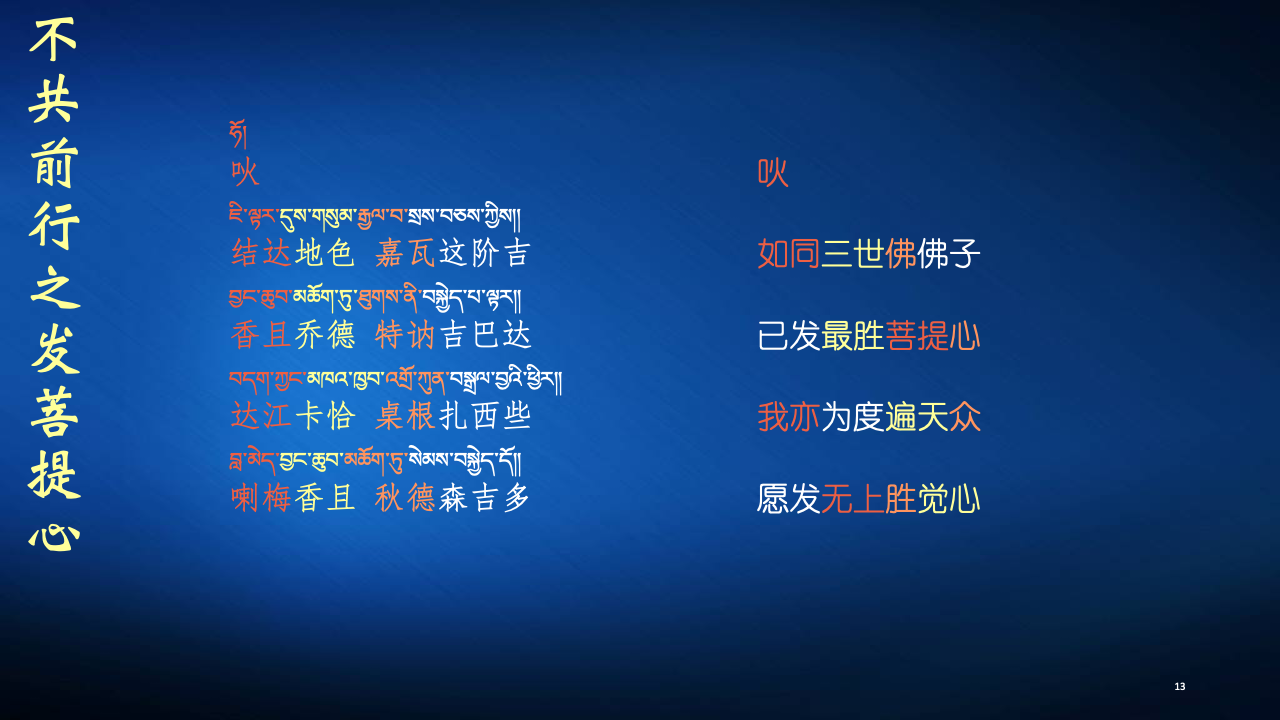 不共前行之发菩提心
ཧོ།
吙
吙
ཇི་ལྟར་དུས་གསུམ་རྒྱལ་བ་སྲས་བཅས་ཀྱིས།།
结达地色 嘉瓦这阶吉
如同三世佛佛子
བྱང་ཆུབ་མཆོག་ཏུ་ཐུགས་ནི་བསྐྱེད་པ་ལྟར།།
香且乔德 特讷吉巴达
已发最胜菩提心
བདག་ཀྱང་མཁའ་ཁྱབ་འགྲོ་ཀུན་བསྒྲལ་བྱའི་ཕྱིར།།
达江卡恰 桌根扎西些
我亦为度遍天众
བླ་མེད་བྱང་ཆུབ་མཆོག་ཏུ་སེམས་བསྐྱེད་དོ།།
喇梅香且 秋德森吉多
愿发无上胜觉心
13